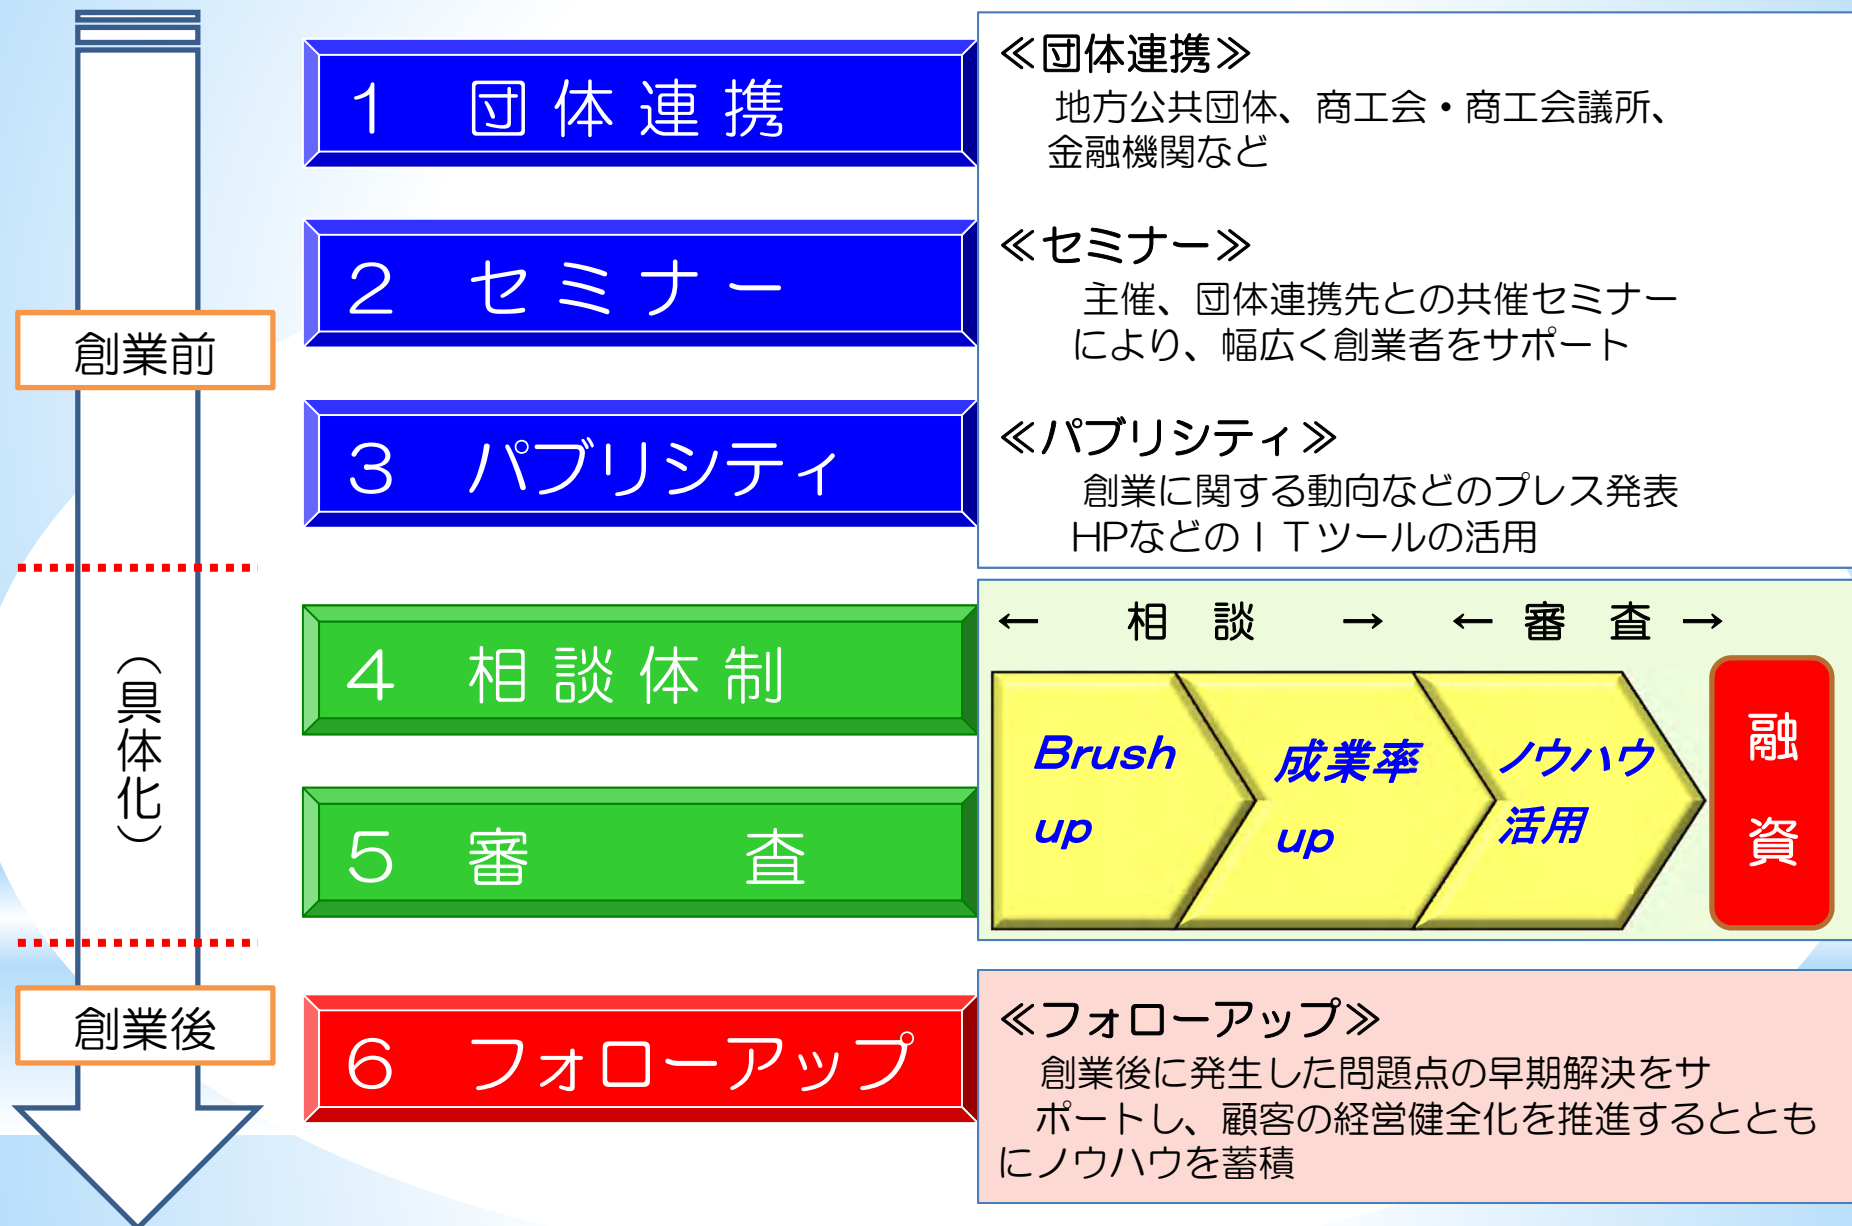 創業前
（具体化）
創業後
１　団体連携
２　セミナー
３　パブリシティ
４　相談体制
５　審　　査
６　フォローアップ
≪団体連携≫
地方公共団体、商工会・商工会議所、
金融機関など
≪セミナー≫
主催、団体連携先との共催セミナー
により、幅広く創業者をサポート
≪パブリシティ≫
創業に関する動向などのプレス発表
HPなどのＩＴツールの活用
←　相　談　→　←　審　査　→
Brush
up
成業率
up
ノウハウ
活用
融
資
≪フォローアップ≫
創業後に発生した問題点の早期解決をサ
ポートし、顧客の経営健全化を推進するととも
にノウハウを蓄積